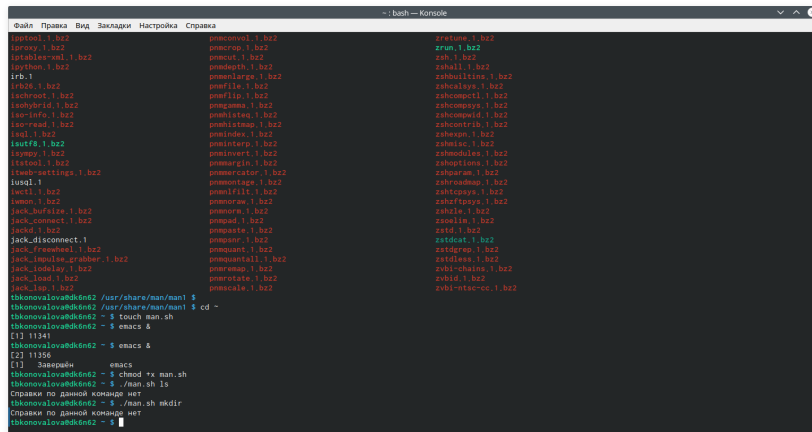 ~ : bash — Konsole
Файл Правка Вид Закладки Настройка Справка
ipptool.1.bz2 pnmconvol.1.bz2 zretune.1.bz2
iproxy.1.bz2 pnmcrop.1.bz2 zrun.1.bz2
iptables-xml.1.bz2 pnmcut.1.bz2 zsh.1.bz2
ipython.1.bz2 pnmdepth.1.bz2 zshall.1.bz2
irb.1 pnmenlarge.1.bz2 zshbuiltins.1.bz2
irb26.1.bz2 pnmfile.1.bz2 zshcalsys.1.bz2
ischroot.1.bz2 pnmflip.1.bz2 zshcompctl.1.bz2
isohybrid.1.bz2 pnmgamma.1.bz2 zshcompsys.1.bz2
iso-info.1.bz2 pnmhisteq.1.bz2 zshcompwid.1.bz2
iso-read.1.bz2 pnmhistmap.1.bz2 zshcontrib.1.bz2
isql.1.bz2 pnmindex.1.bz2 zshexpn.1.bz2
isutf8.1.bz2 pnminterp.1.bz2 zshmisc.1.bz2
isympy.1.bz2 pnminvert.1.bz2 zshmodules.1.bz2
itstool.1.bz2 pnmmargin.1.bz2 zshoptions.1.bz2
itweb-settings.1.bz2 pnmmercator.1.bz2 zshparam.1.bz2
iusql.1 pnmmontage.1.bz2 zshroadmap.1.bz2
iwctl.1.bz2 pnmnlfilt.1.bz2 zshtcpsys.1.bz2
iwmon.1.bz2 pnmnoraw.1.bz2 zshzftpsys.1.bz2
jack_bufsize.1.bz2 pnmnorm.1.bz2 zshzle.1.bz2
jack_connect.1.bz2 pnmpad.1.bz2 zsoelim.1.bz2
jackd.1.bz2 pnmpaste.1.bz2 zstd.1.bz2
jack_disconnect.1 pnmpsnr.1.bz2 zstdcat.1.bz2
jack_freewheel.1.bz2 pnmquant.1.bz2 zstdgrep.1.bz2
jack_impulse_grabber.1.bz2 pnmquantall.1.bz2 zstdless.1.bz2
jack_iodelay.1.bz2 pnmremap.1.bz2 zvbi-chains.1.bz2
jack_load.1.bz2 pnmrotate.1.bz2 zvbid.1.bz2
jack_lsp.1.bz2 pnmscale.1.bz2 zvbi-ntsc-cc.1.bz2
tbkonovalova@dk6n62 /usr/share/man/man1 $
tbkonovalova@dk6n62 /usr/share/man/man1 $ cd ~
tbkonovalova@dk6n62 ~ $ touch man.sh
tbkonovalova@dk6n62 ~ $ emacs &
[1] 11341
tbkonovalova@dk6n62 ~ $ emacs &
[2] 11356
[1] Завершён emacs
tbkonovalova@dk6n62 ~ $ chmod +x man.sh
tbkonovalova@dk6n62 ~ $ ./man.sh ls
Справки по данной команде нет
tbkonovalova@dk6n62 ~ $ ./man.sh mkdir
Справки по данной команде нет
tbkonovalova@dk6n62 ~ $